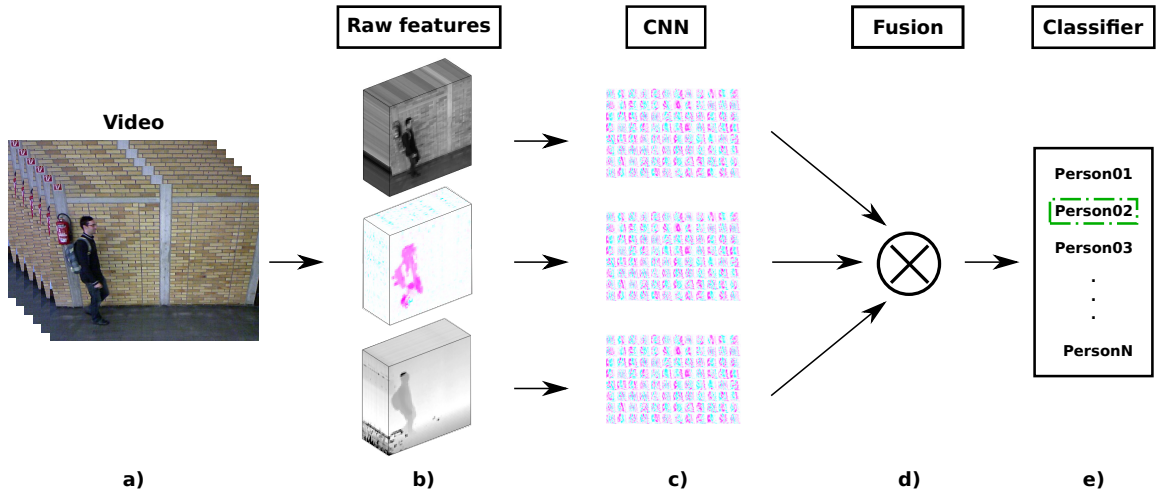 Raw features
CNN
Fusion
Classifier
Video
Person01
Person02
Person03
.
.
.
PersonN
a)
b)
c)
d)
e)